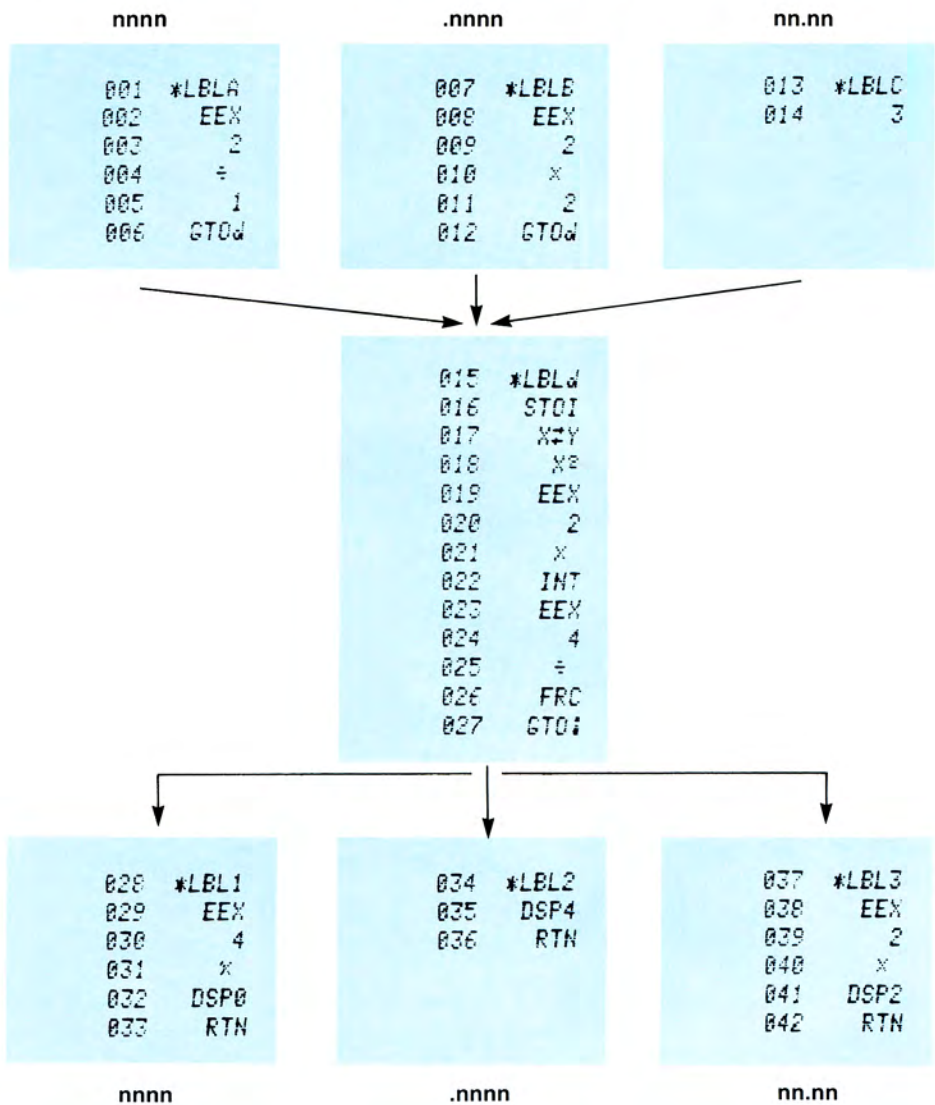 nnnn
.nnnn
nn.nn
001 *LBLA
002 EEX
003 2
004 ÷
005 1
006 GTOd
007 *LBLB
008 EEX
009 2
010 ×
011 2
012 GTOd
013 *LBLC
014 3
015 *LBLd
016 STOI
017 X⇄Y
018 X²
019 EEX
020 2
021 ×
022 INT
023 EEX
024 4
025 ÷
026 FRC
027 GTOi
028 *LBL1
029 EEX
030 4
031 ×
032 DSP0
033 RTN
034 *LBL2
035 DSP4
036 RTN
037 *LBL3
038 EEX
039 2
040 ×
041 DSP2
042 RTN
nnnn
.nnnn
nn.nn